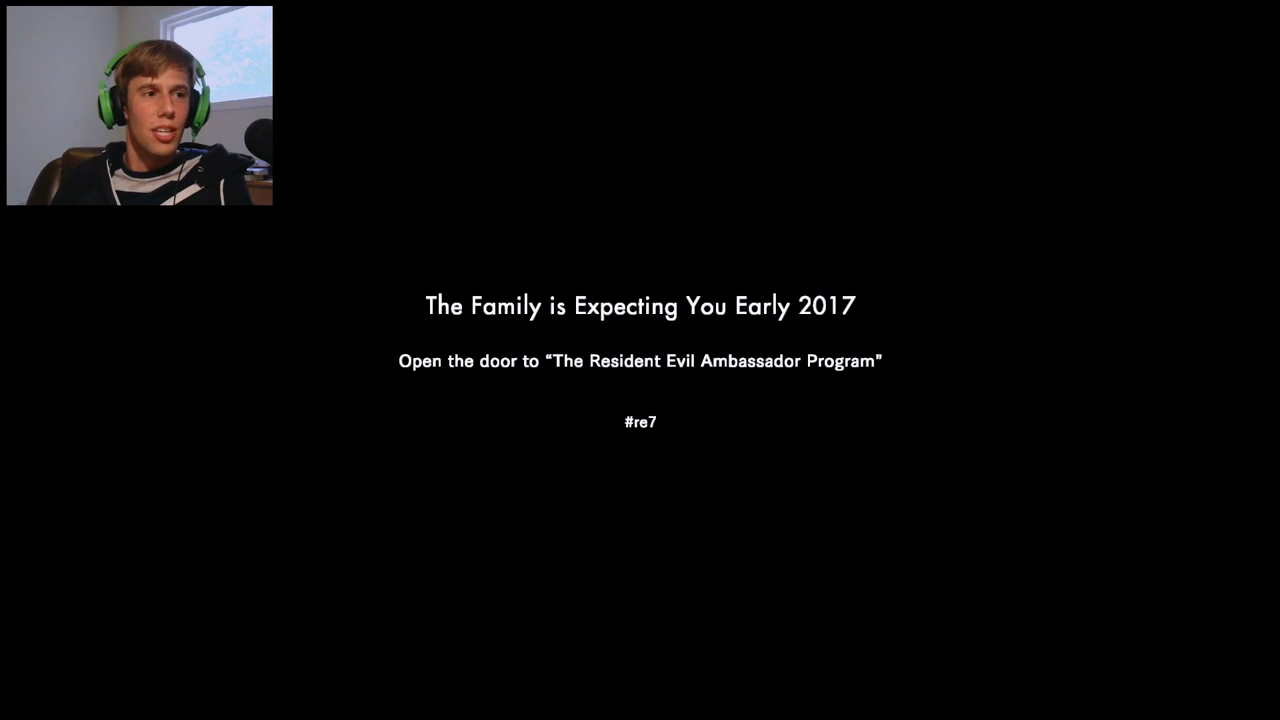 The Family is Expecting You Early 2017
Open the door to “The Resident Evil Ambassador Program”
#re7